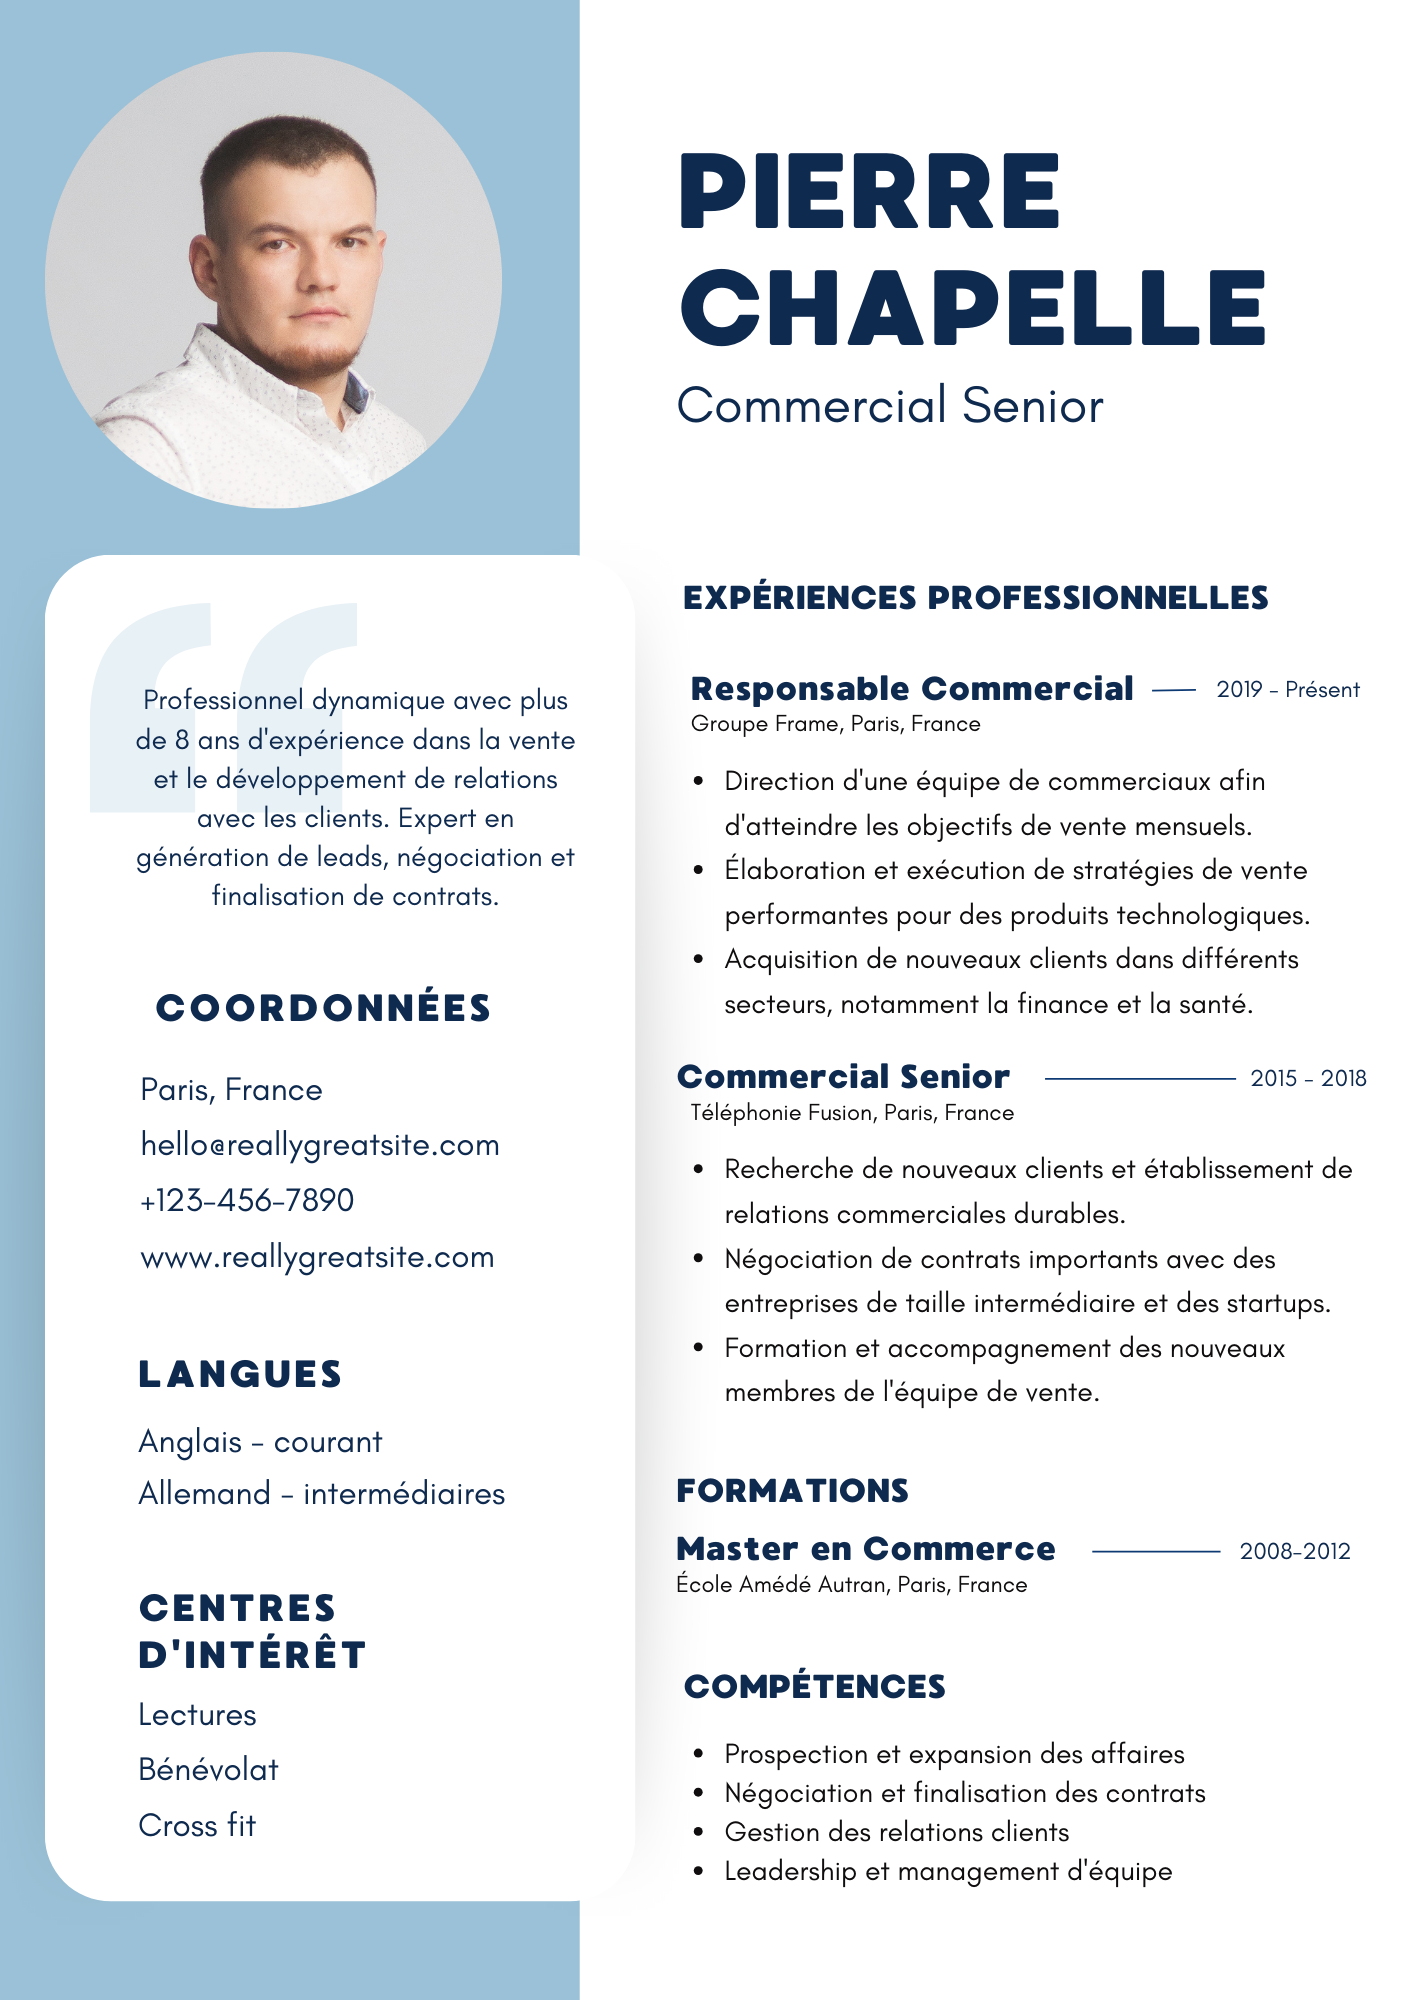 PIERRE
CHAPELLE
Commercial Senior
Professionnel dynamique avec plus
de 8 ans d'expérience dans la vente
et le développement de relations
avec les clients. Expert en
génération de leads, négociation et
finalisation de contrats.
COORDONNÉES
Paris, France
hello@reallygreatsite.com
+123-456-7890
www.reallygreatsite.com
LANGUES
Anglais - courant
Allemand - intermédiaires
CENTRES
D'INTÉRÊT
Lectures
Bénévolat
Cross fit
EXPÉRIENCES PROFESSIONNELLES
Responsable Commercial — 2019 - Présent
Groupe Frame, Paris, France
• Direction d'une équipe de commerciaux afin
d'atteindre les objectifs de vente mensuels.
• Élaboration et exécution de stratégies de vente
performantes pour des produits technologiques.
• Acquisition de nouveaux clients dans différents
secteurs, notamment la finance et la santé.
Commercial Senior — 2015 - 2018
Téléphonie Fusion, Paris, France
• Recherche de nouveaux clients et établissement de
relations commerciales durables.
• Négociation de contrats importants avec des
entreprises de taille intermédiaire et des startups.
• Formation et accompagnement des nouveaux
membres de l'équipe de vente.
FORMATIONS
Master en Commerce — 2008-2012
École Amédé Autran, Paris, France
COMPÉTENCES
• Prospection et expansion des affaires
• Négociation et finalisation des contrats
• Gestion des relations clients
• Leadership et management d'équipe